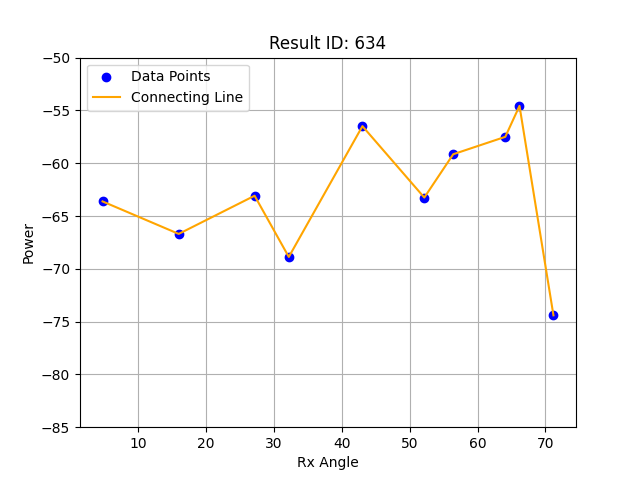 Result ID: 634
Data Points
Connecting Line
Power
−50
−55
−60
−65
−70
−75
−80
−85
10 20 30 40 50 60 70
Rx Angle